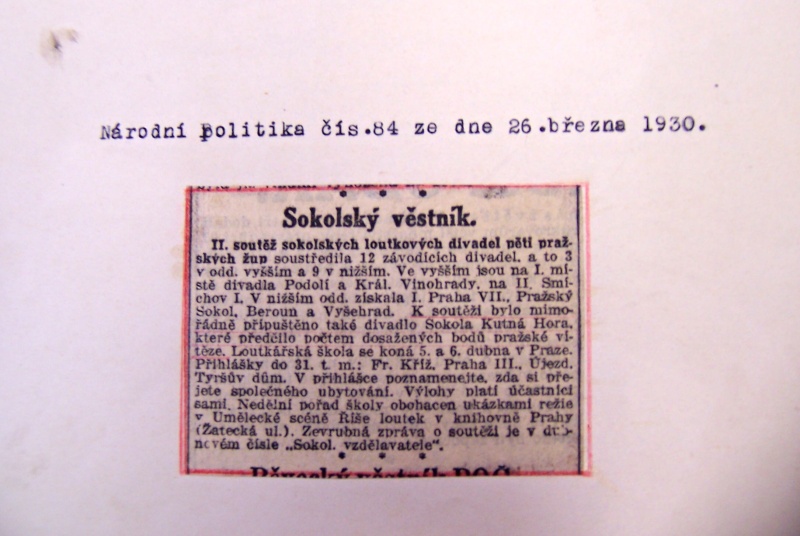 Národní politika čís.84 ze dne 26.března 1930.
Sokolský věstník.
II. soutěž sokolských loutkových divadel pěti praž-
ských žup soustředila 12 závodících divadel, a to 3
v odd. vyšším a 9 v nižším. Ve vyšším jsou na I. mí-
stě divadla Podolí a Král. Vinohrady, na II. Smí-
chov I. V nižším odd. získala I. Praha VII., Pražský
Sokol, Beroun a Vyšehrad. K soutěži bylo mimo-
řádně připuštěno také divadlo Sokola Kutná Hora,
které předčilo počtem dosažených bodů pražské ví-
těze. Loutkářská škola se koná 5. a 6. dubna v Praze.
Přihlášky do 31. t. m.: Fr. Kříž, Praha III., Újezd,
Tyršův dům. V přihlášce poznamenejte, zda si pře-
jete společného ubytování. Výlohy platí účastníci
sami. Nedělní pořad školy obohacen ukázkami režie
v Umělecké scéně Říše loutek v knihovně Prahy
(Žatecká ul.). Zevrubná zpráva o soutěži je v dub-
novém čísle „Sokol. vzdělavatele".
věstník